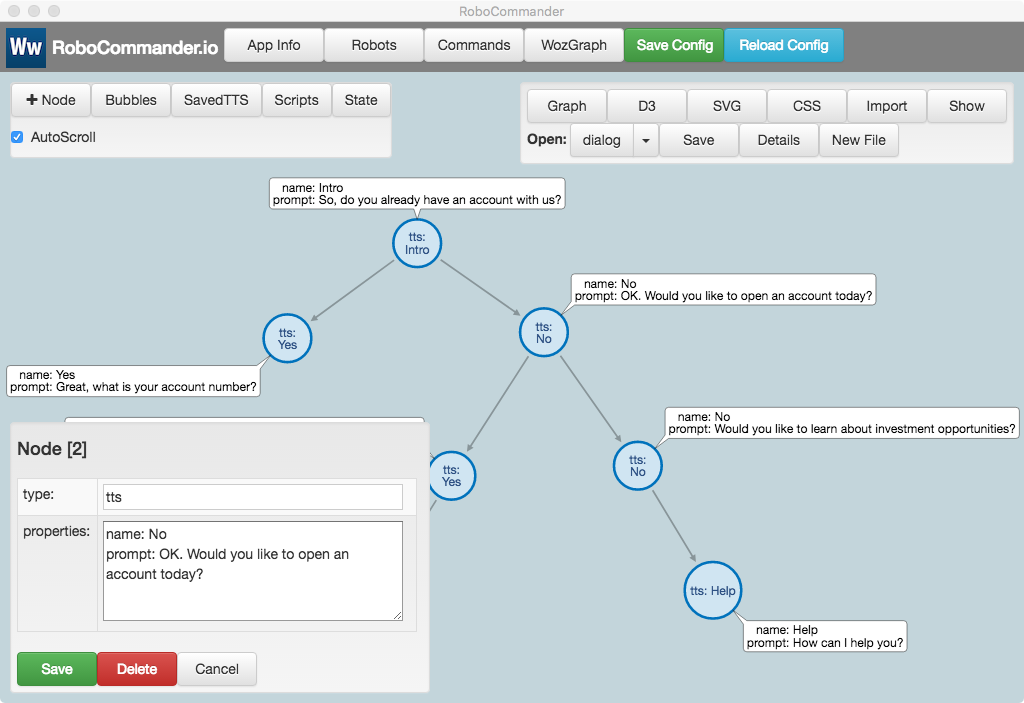 RoboCommander
Ww RoboCommander.io App Info Robots Commands WozGraph Save Config Reload Config
+ Node Bubbles SavedTTS Scripts State
AutoScroll
Graph D3 SVG CSS Import Show
Open: dialog Save Details New File
name: Intro
prompt: So, do you already have an account with us?
tts:
Intro
name: No
prompt: OK. Would you like to open an account today?
tts:
Yes
tts:
No
name: Yes
prompt: Great, what is your account number?
name: No
prompt: Would you like to learn about investment opportunities?
tts:
Yes
tts:
No
tts: Help
name: Help
prompt: How can I help you?
Node [2]
type: tts
properties: name: No
prompt: OK. Would you like to open an
account today?
Save Delete Cancel